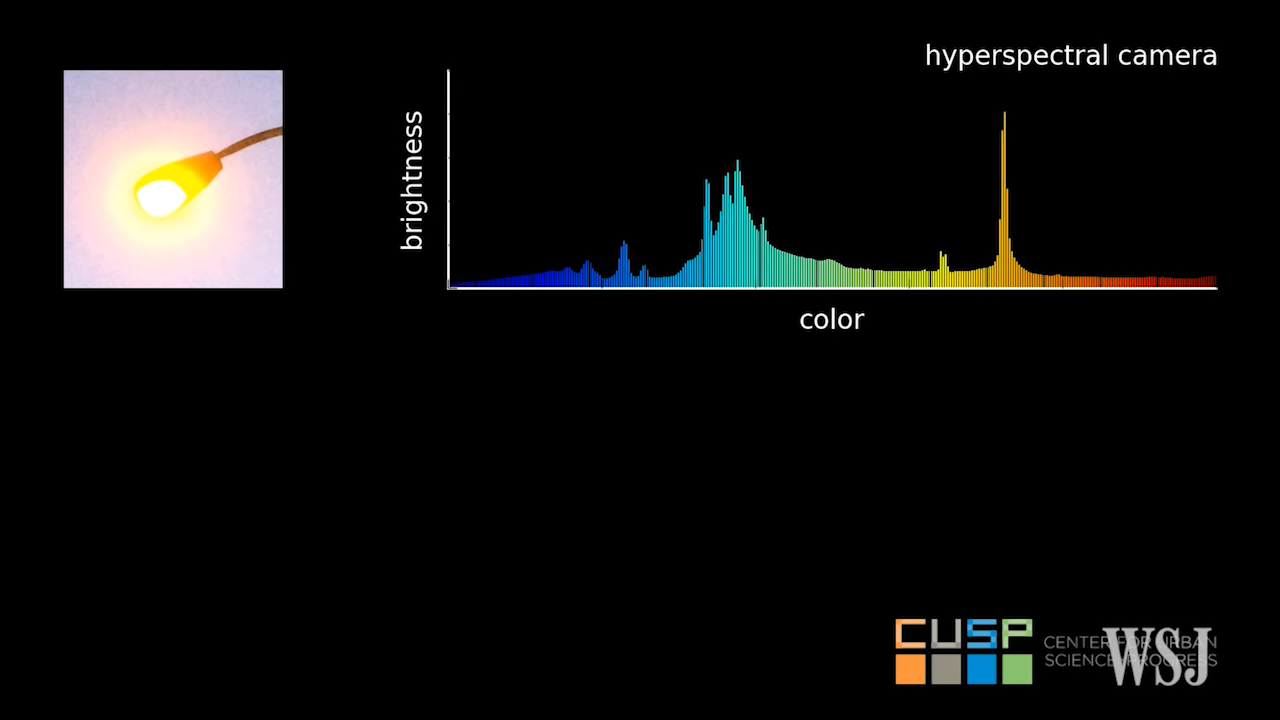 hyperspectral camera
brightness
color
CUSP
CENTER FOR URBAN
SCIENCE+PROGRESS
WSJ